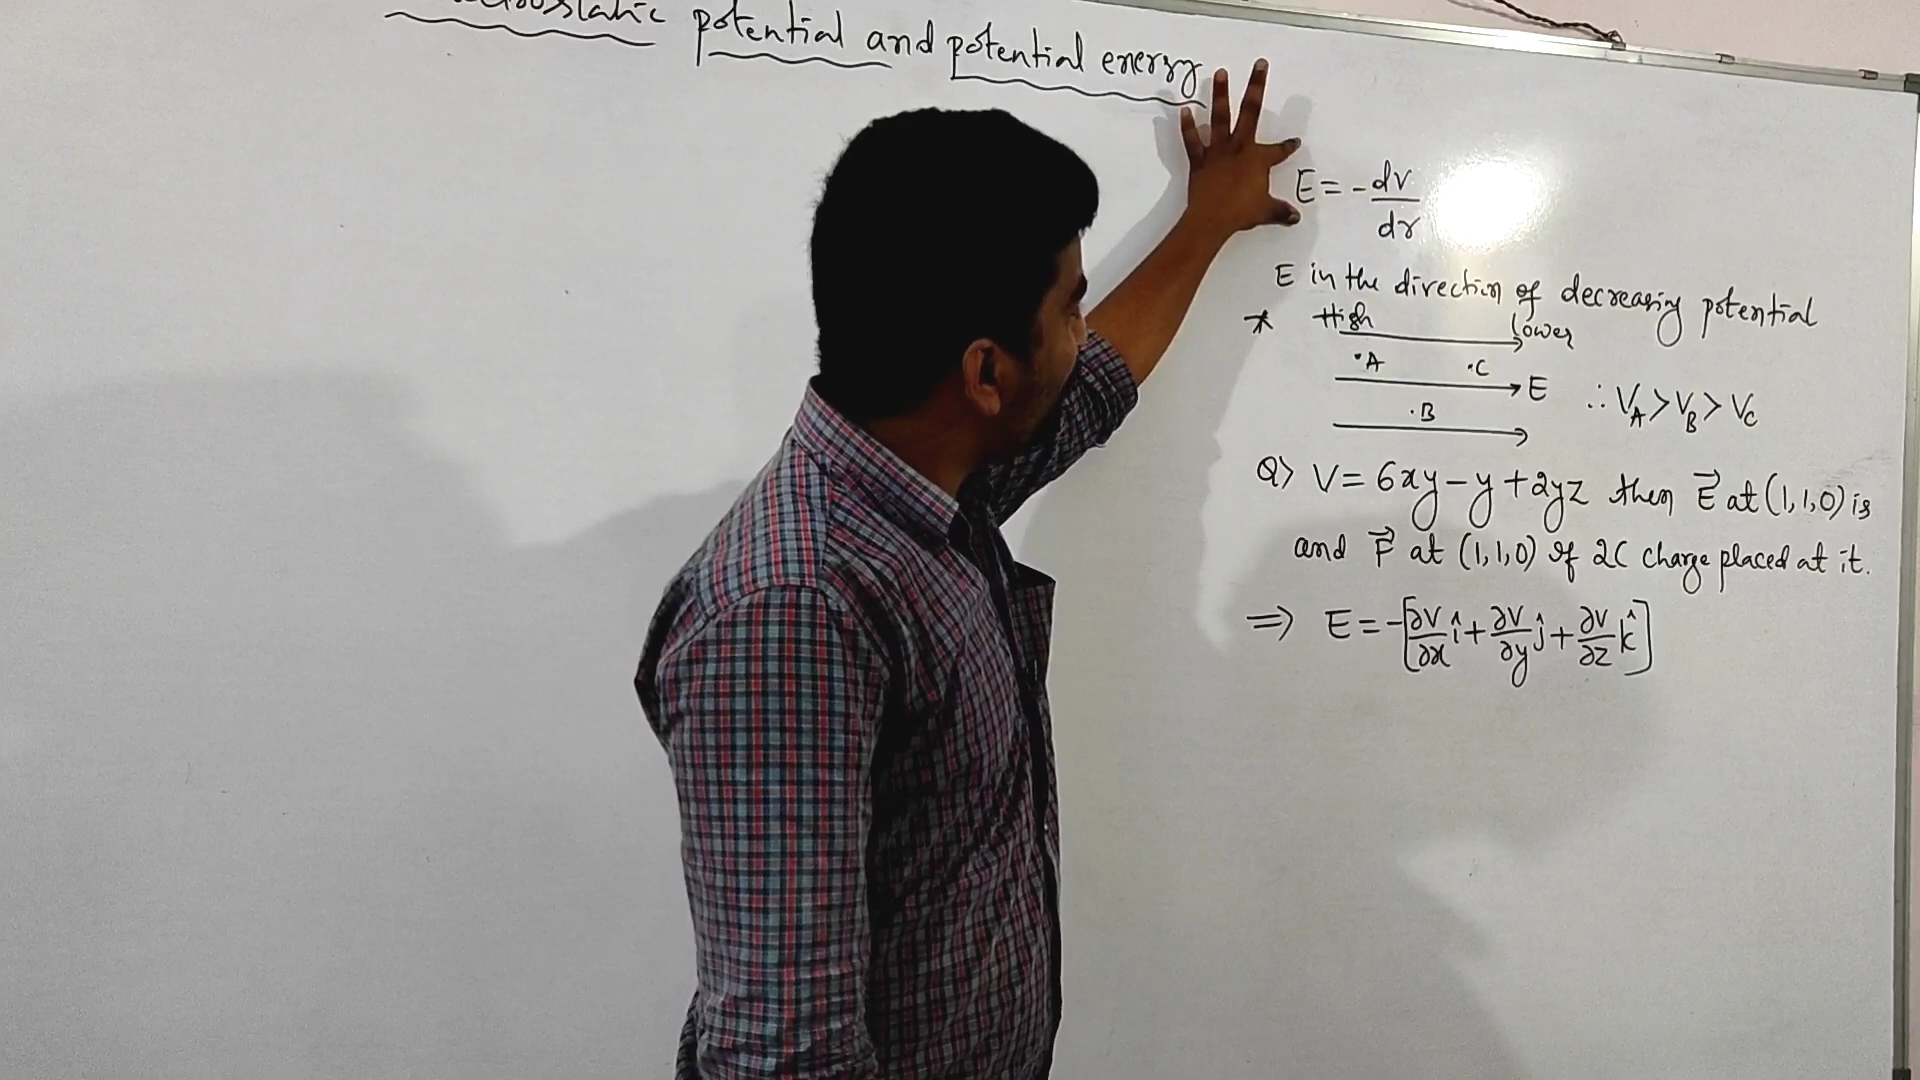 potential and potential energy
E = - dv/dr
E in the direction of decreasing potential
* High lower
.A .C
E ∴ V_A > V_B > V_C
.B
Q> V = 6xy - y + 2yz then E⃗ at (1,1,0) is
and F⃗ at (1,1,0) If 2C charge placed at it.
⇒ E = -[∂V/∂x î + ∂V/∂y ĵ + ∂V/∂z k̂]